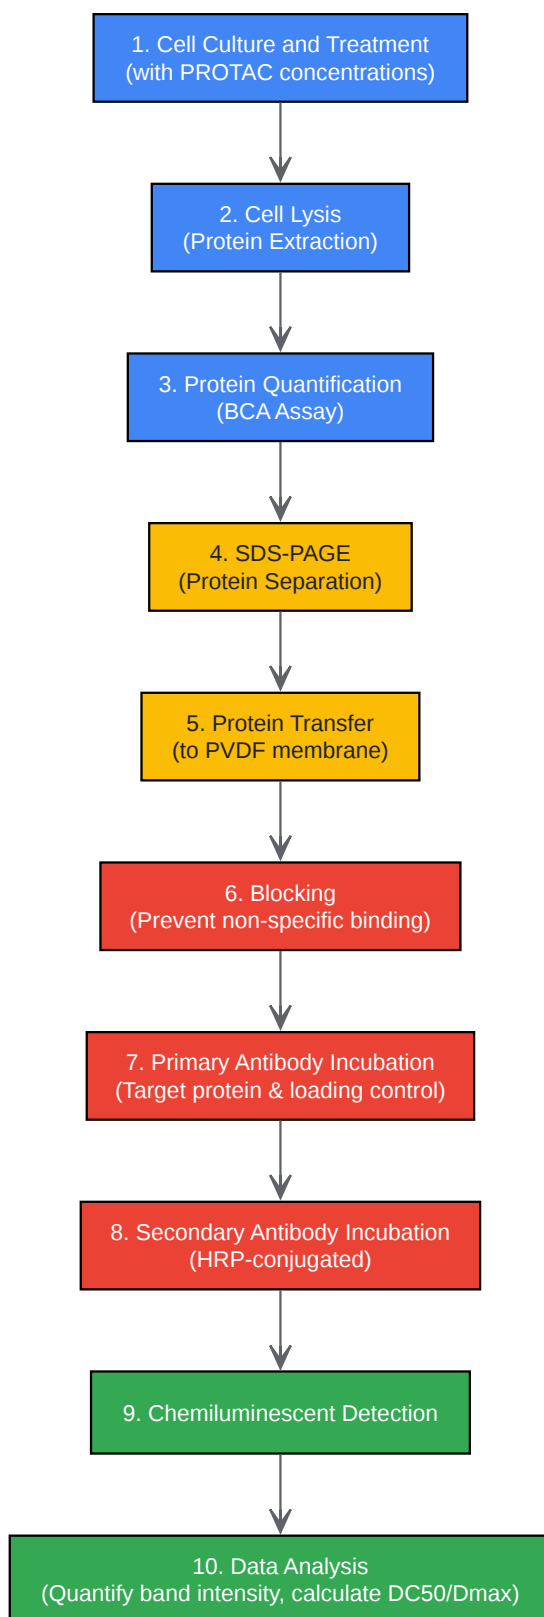 1. Cell Culture and Treatment
(with PROTAC concentrations)
2. Cell Lysis
(Protein Extraction)
3. Protein Quantification
(BCA Assay)
4. SDS-PAGE
(Protein Separation)
5. Protein Transfer
(to PVDF membrane)
6. Blocking
(Prevent non-specific binding)
7. Primary Antibody Incubation
(Target protein & loading control)
8. Secondary Antibody Incubation
(HRP-conjugated)
9. Chemiluminescent Detection
10. Data Analysis
(Quantify band intensity, calculate DC50/Dmax)